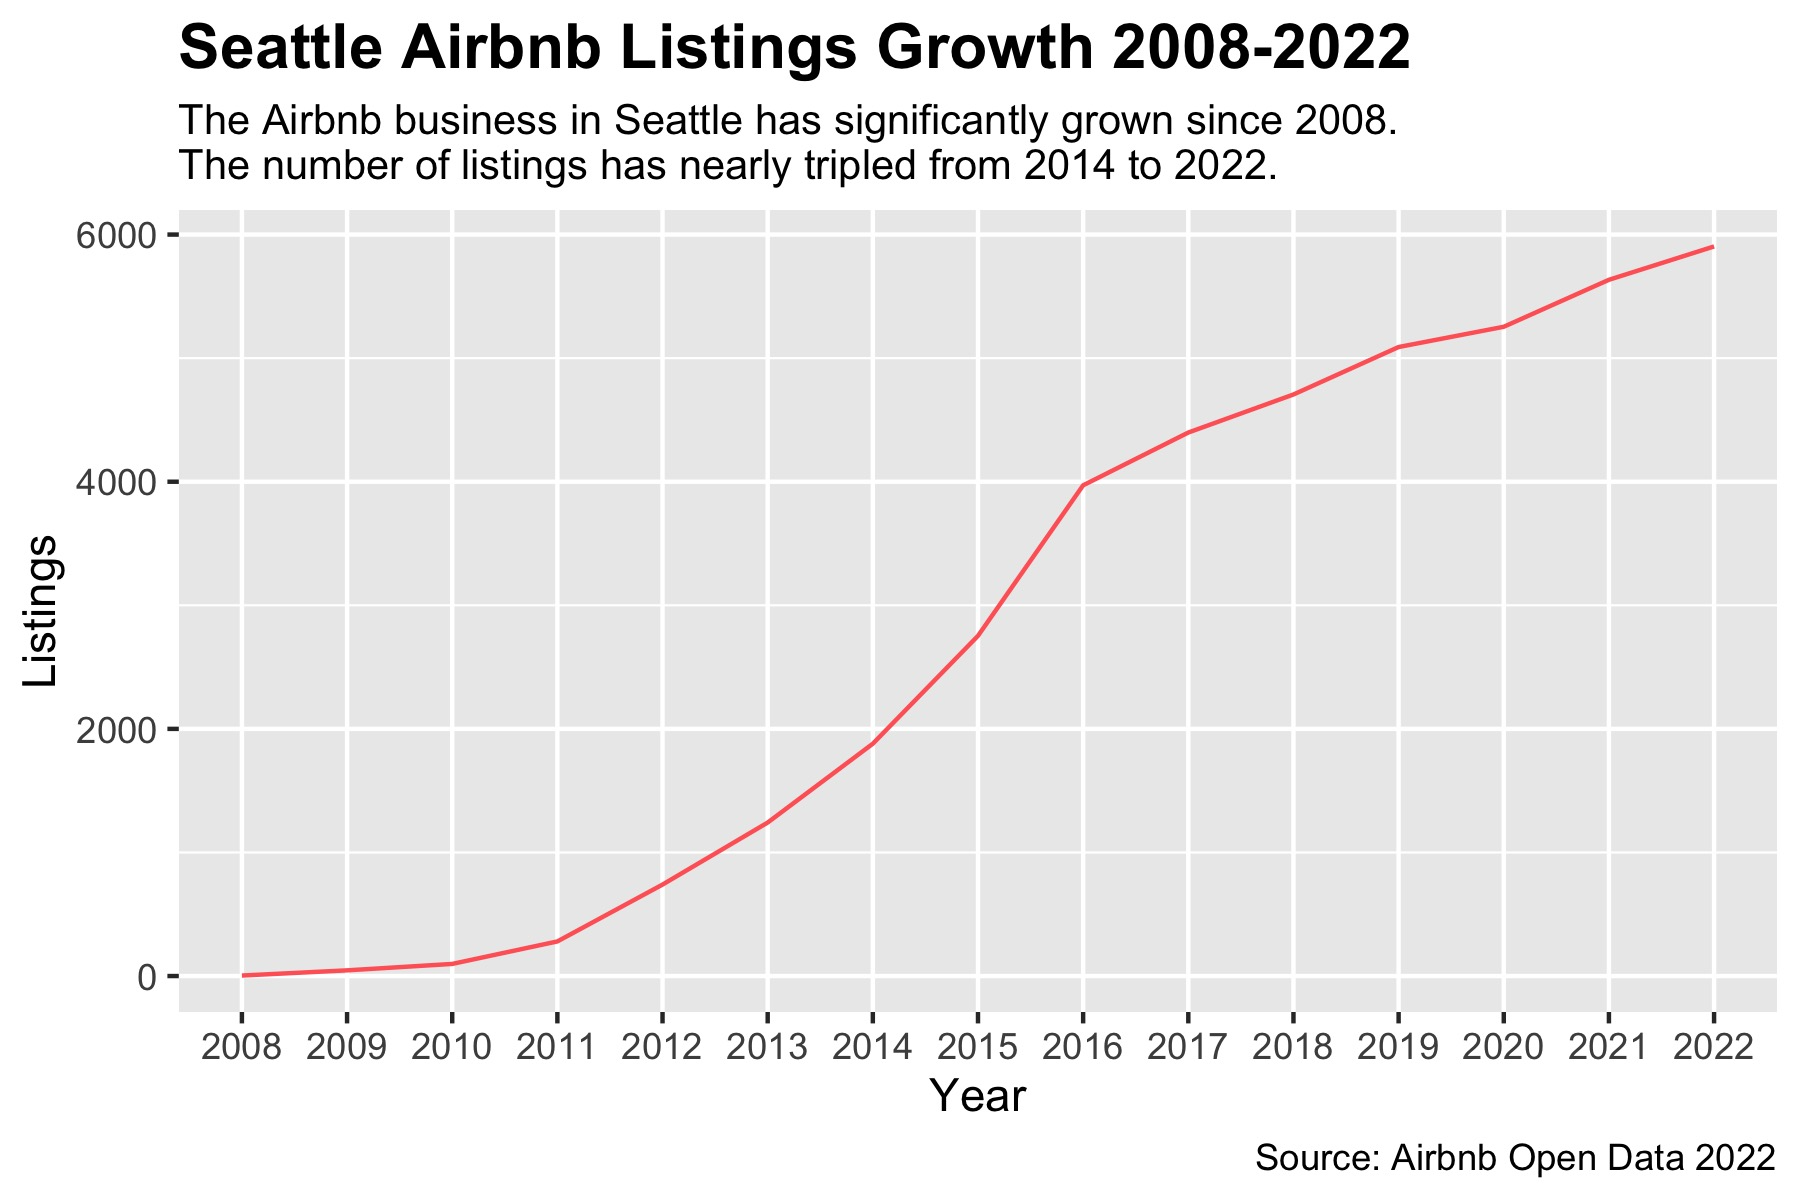 Seattle Airbnb Listings Growth 2008-2022
The Airbnb business in Seattle has significantly grown since 2008.
The number of listings has nearly tripled from 2014 to 2022.
6000
4000
2000
0
Listings
2008 2009 2010 2011 2012 2013 2014 2015 2016 2017 2018 2019 2020 2021 2022
Year
Source: Airbnb Open Data 2022